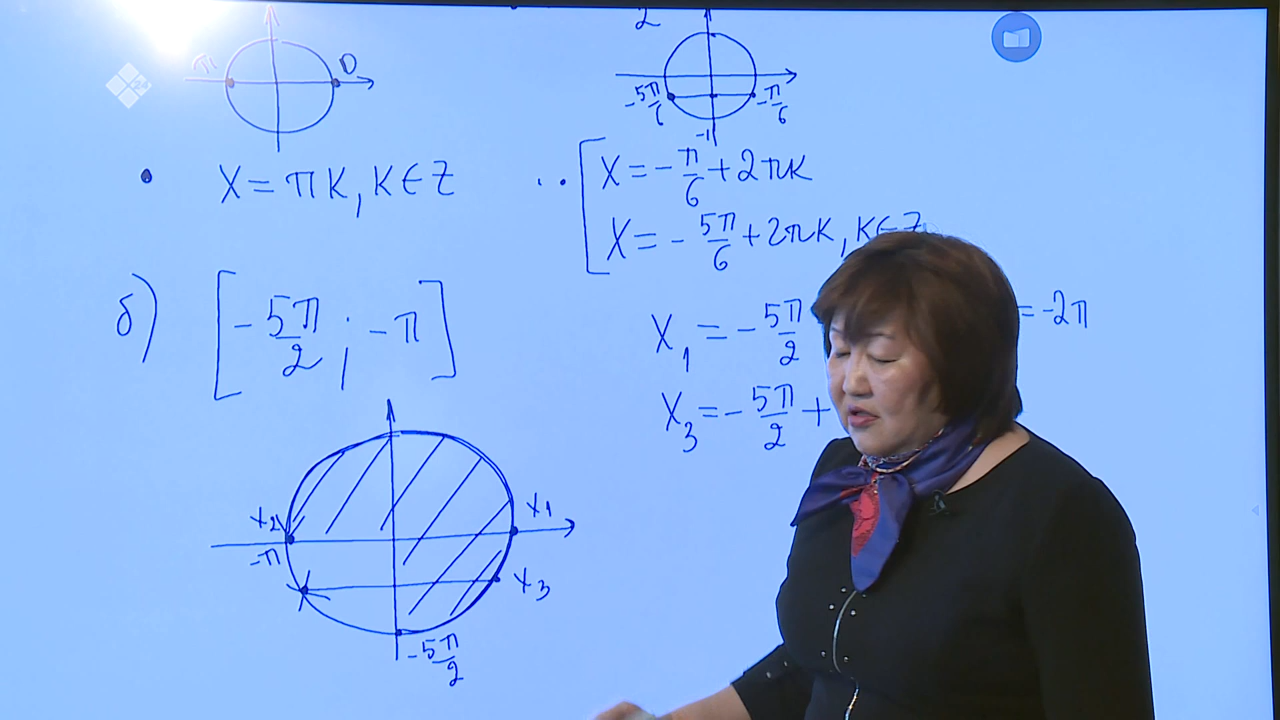 24
π 0
2
-5π/6 -π/6
-1
x = πk, k∈Z
x = -π/6 + 2πk
x = -5π/6 + 2πk, k∈Z
б) [-5π/2 ; -π]
x₁ = -5π/2 = -2π
x₃ = -5π/2 +
x₂ x₁
-π
x₃
-5π/2